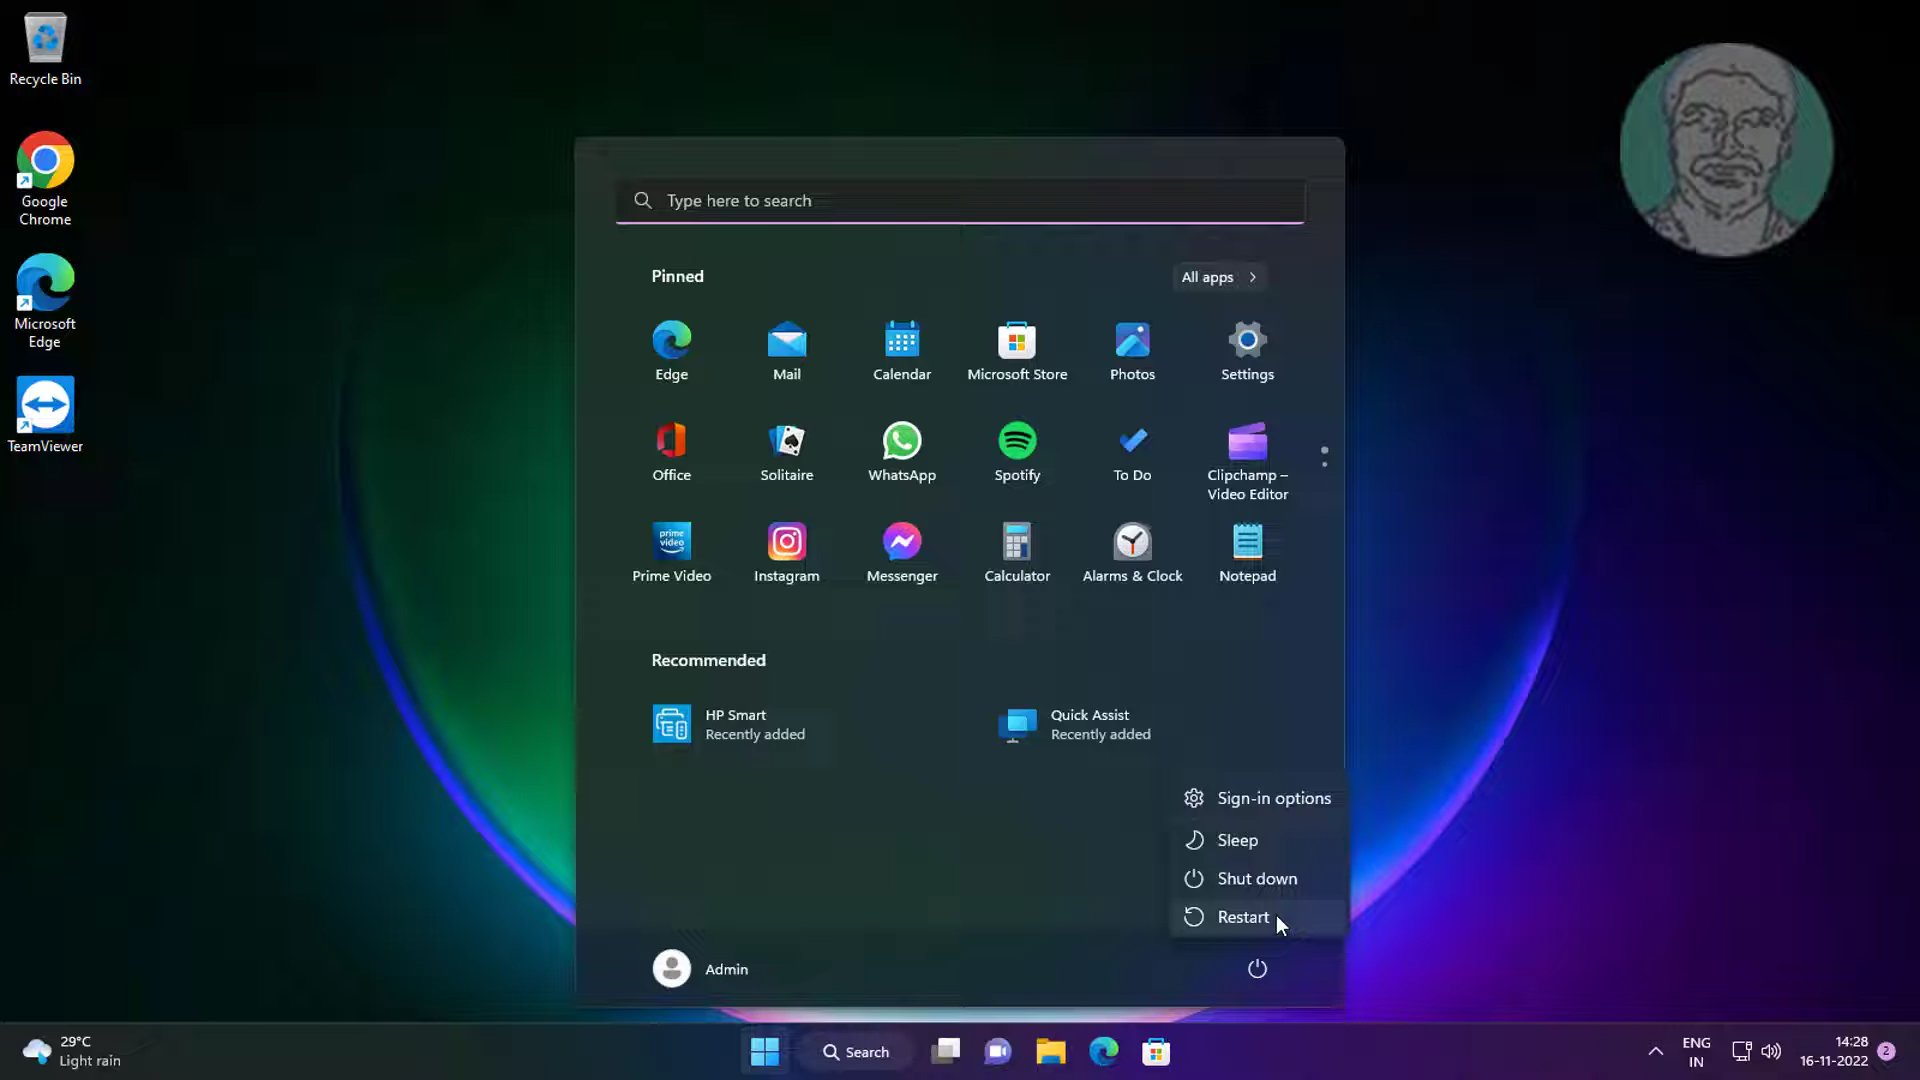 Recycle Bin
Google
Chrome
Microsoft
Edge
TeamViewer
Type here to search
Pinned
All apps
Edge
Mail
Calendar
Microsoft Store
Photos
Settings
Office
Solitaire
WhatsApp
Spotify
To Do
Clipchamp –
Video Editor
prime
video
Prime Video
Instagram
Messenger
Calculator
Alarms & Clock
Notepad
Recommended
HP Smart
Recently added
Quick Assist
Recently added
Sign-in options
Sleep
Shut down
Restart
Admin
29°C
Light rain
Search
ENG
IN
14:28
16-11-2022
2